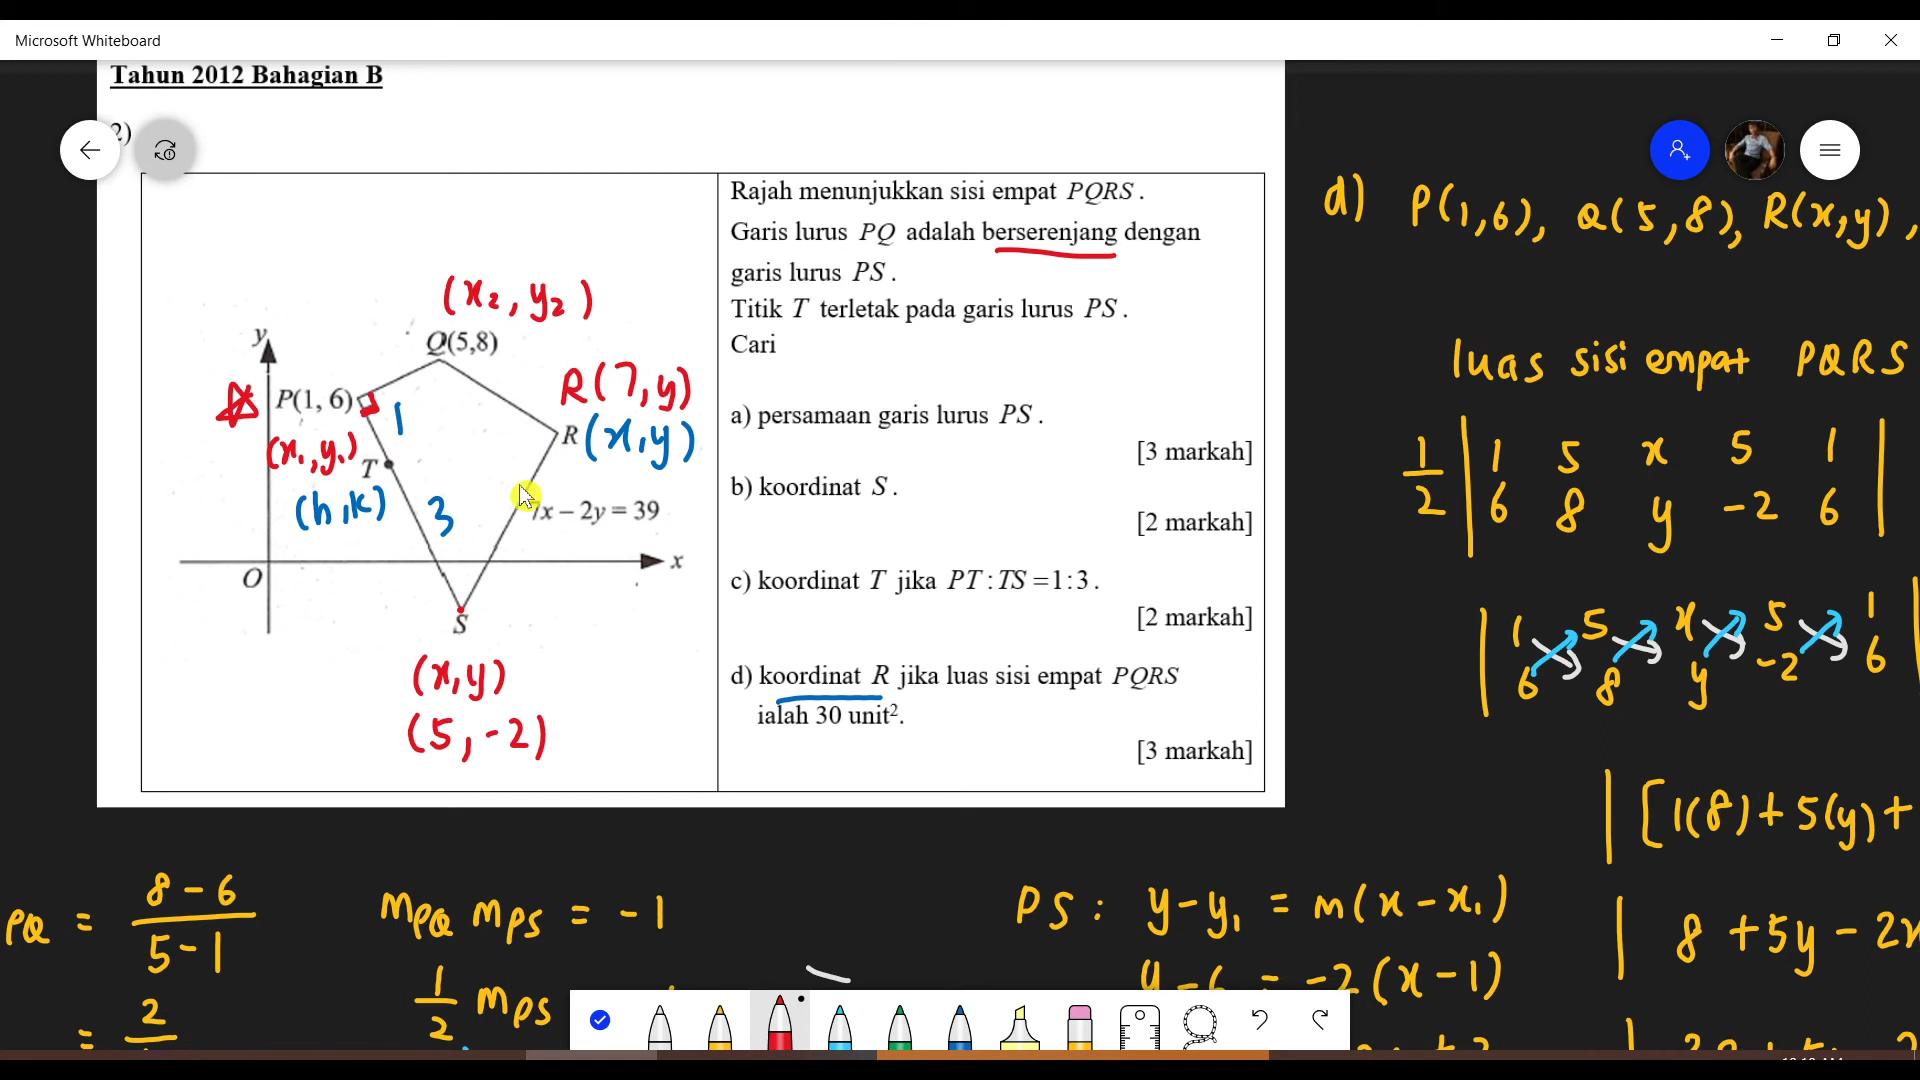 Microsoft Whiteboard
Tahun 2012 Bahagian B
2)
Rajah menunjukkan sisi empat PQRS .
Garis lurus PQ adalah berserenjang dengan
garis lurus PS .
Titik T terletak pada garis lurus PS .
Cari
a) persamaan garis lurus PS .
[3 markah]
b) koordinat S .
[2 markah]
c) koordinat T jika PT : TS = 1 : 3 .
[2 markah]
d) koordinat R jika luas sisi empat PQRS
ialah 30 unit².
[3 markah]
(x₂, y₂)
y
Q(5,8)
R(7,y)
P(1, 6)
1
R (x,y)
(x₁,y₁)
T
(h,k)
3
7x – 2y = 39
x
O
S
(x,y)
(5,-2)
d) P(1,6), Q(5,8), R(x,y),
luas sisi empat PQRS
1/2 | 1 5 x 5 1 |
6 8 y -2 6
| 1 5 x 5 1 |
6 8 y -2 6
| [1(8) + 5(y) +
| 8 + 5y - 2x
PQ = 8-6 / 5-1
= 2
mPQ mPS = -1
1/2 mPS
PS : y-y₁ = m(x-x₁)
y-6 = -2(x-1)